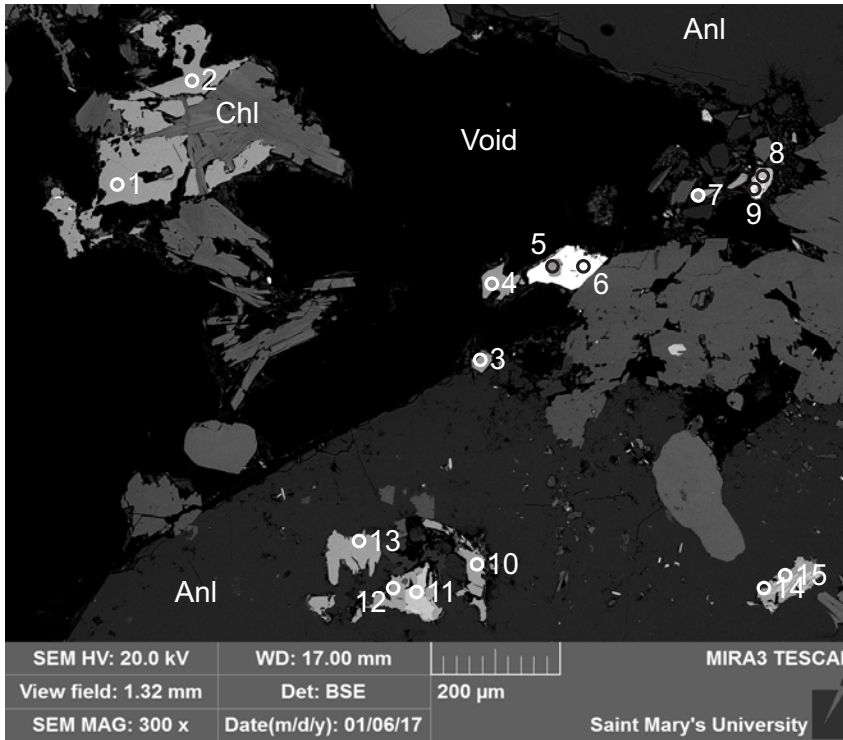 Anl
2
Chl
Void
8
1
7
9
5
4
6
3
13
10
15
Anl
12
11
14
SEM HV: 20.0 kV
WD: 17.00 mm
MIRA3 TESCAN
View field: 1.32 mm
Det: BSE
200 µm
SEM MAG: 300 x
Date(m/d/y): 01/06/17
Saint Mary's University